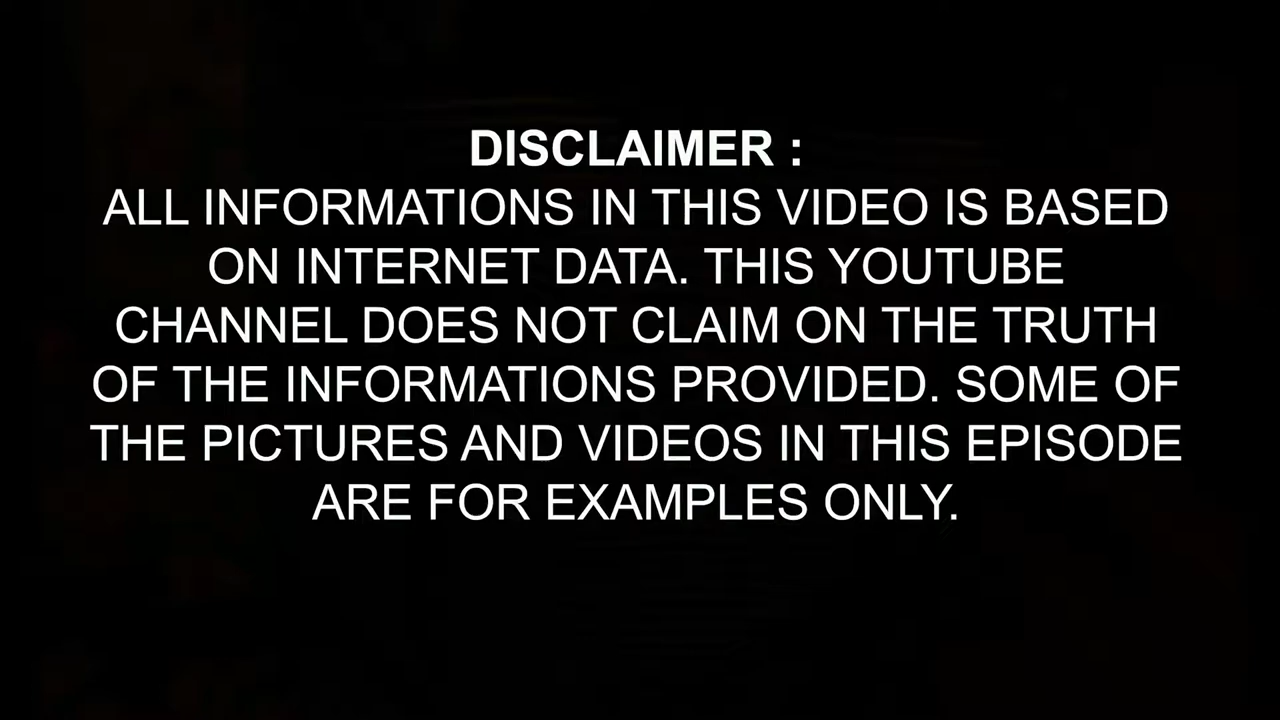 DISCLAIMER :
ALL INFORMATIONS IN THIS VIDEO IS BASED
ON INTERNET DATA. THIS YOUTUBE
CHANNEL DOES NOT CLAIM ON THE TRUTH
OF THE INFORMATIONS PROVIDED. SOME OF
THE PICTURES AND VIDEOS IN THIS EPISODE
ARE FOR EXAMPLES ONLY.